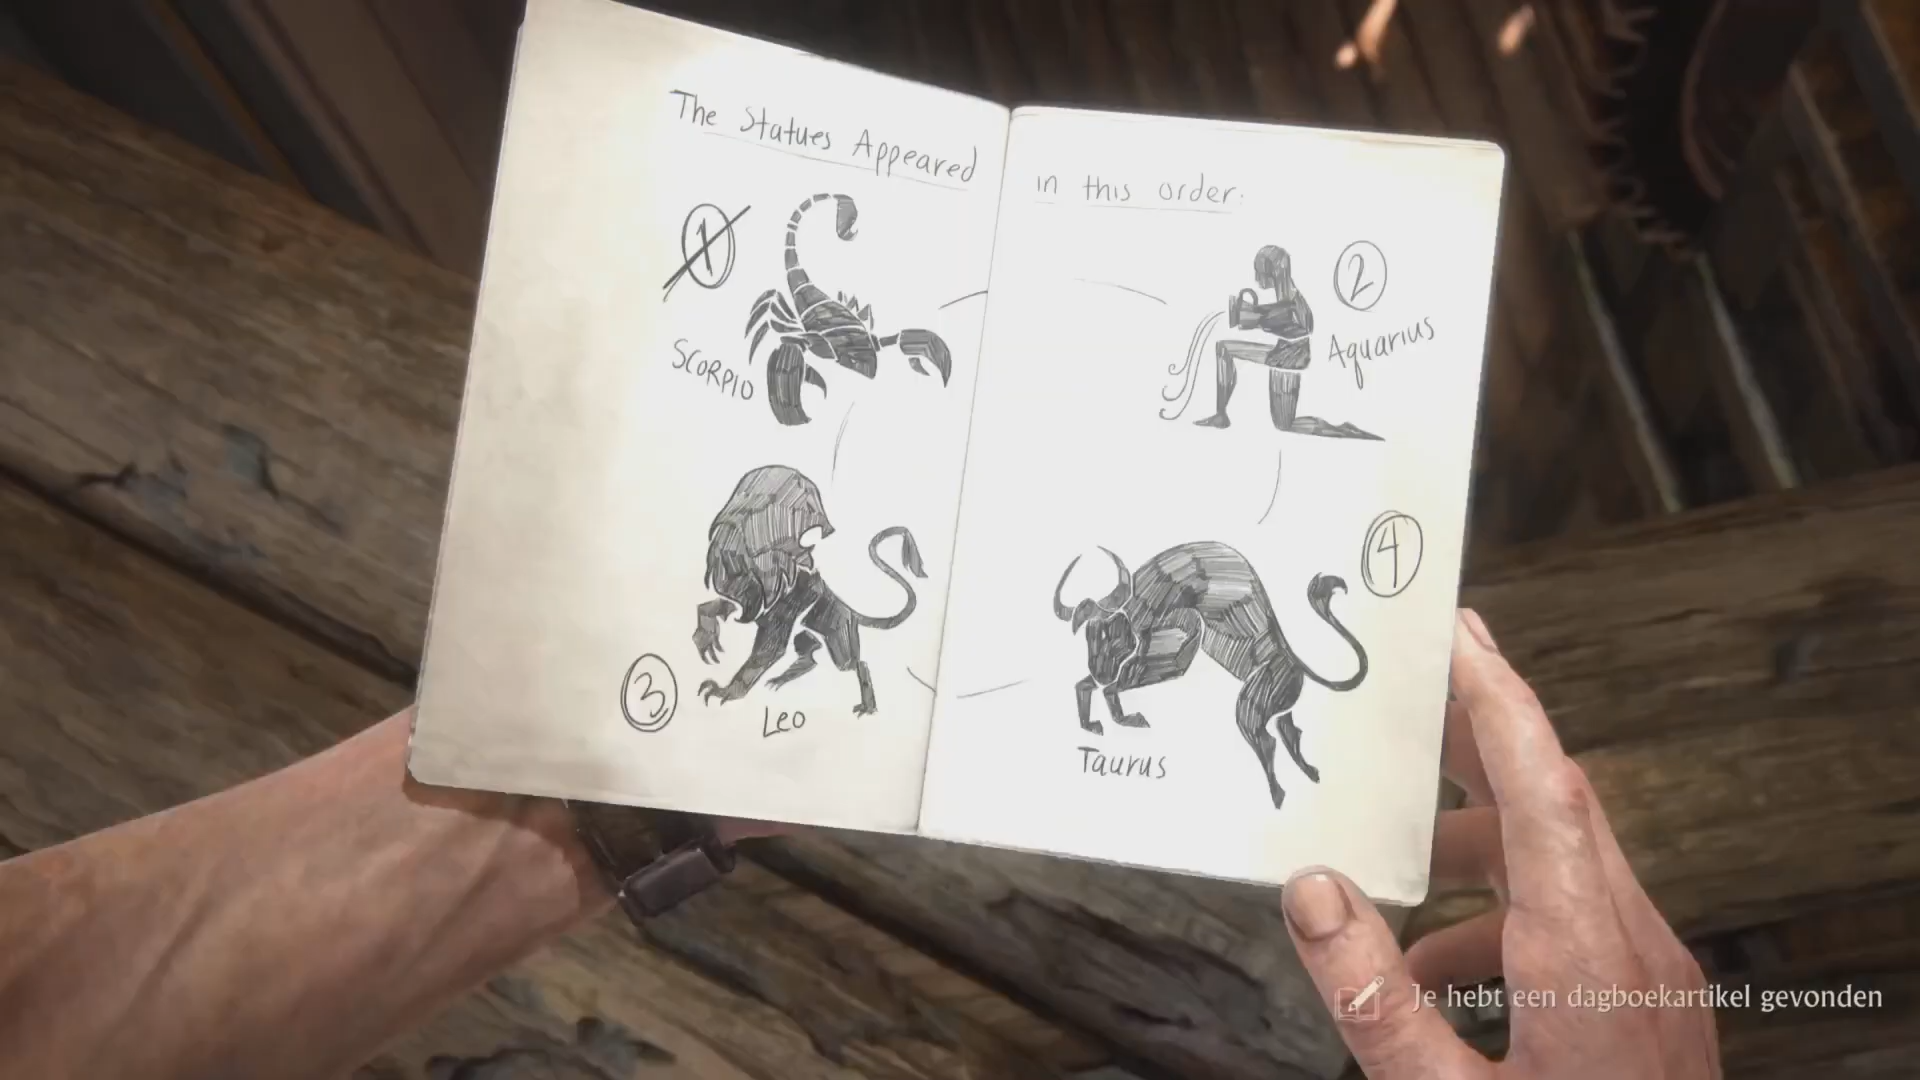 The Statues Appeared
in this order:
1
SCORPIO
2
Aquarius
3
Leo
4
Taurus
Je hebt een dagboekartikel gevonden